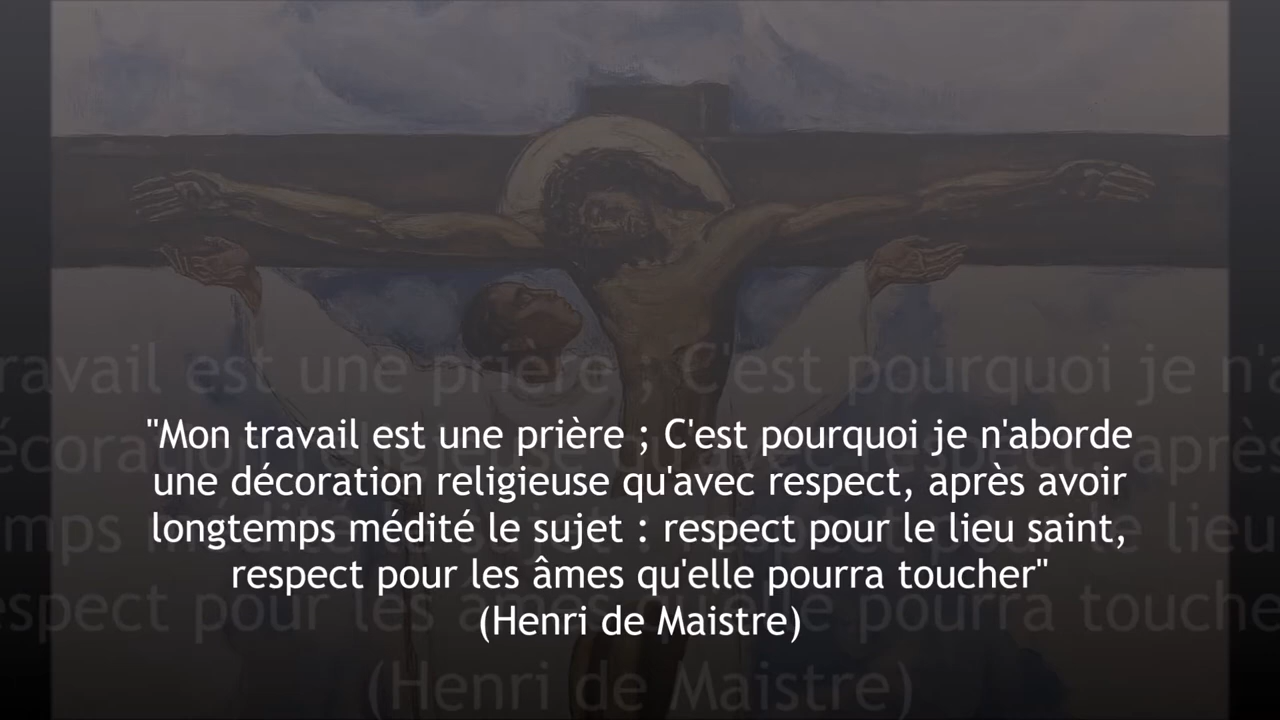 "Mon travail est une prière ; C'est pourquoi je n'aborde
une décoration religieuse qu'avec respect, après avoir
longtemps médité le sujet : respect pour le lieu saint,
respect pour les âmes qu'elle pourra toucher"
(Henri de Maistre)